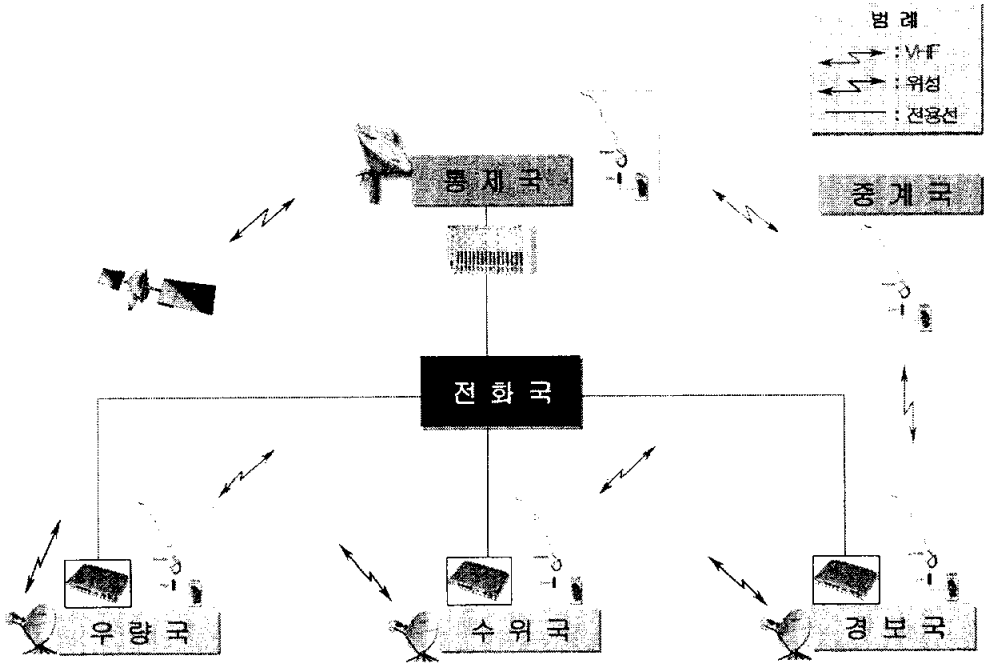 범 례
: VHF
: 위성
: 전용선
통 제 국
중 계 국
전 화 국
우 량 국
수 위 국
경 보 국